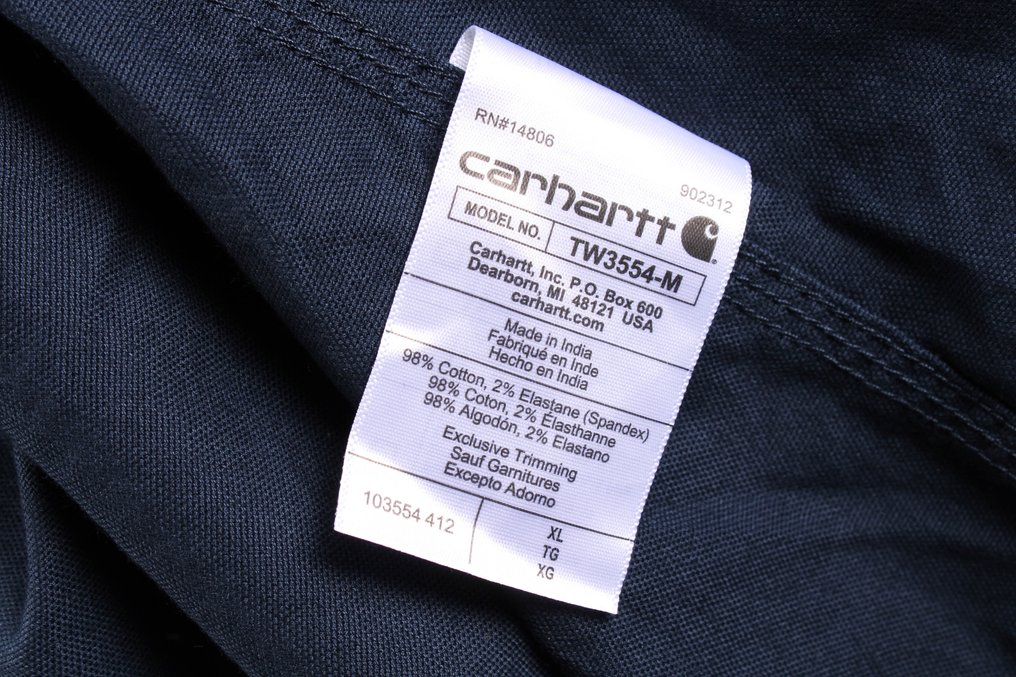 RN#14806
902312
carhartt
MODEL NO. TW3554-M
Carhartt, Inc. P.O. Box 600
Dearborn, MI 48121 USA
carhartt.com
Made in India
Fabriqué en Inde
Hecho en India
98% Cotton, 2% Elastane (Spandex)
98% Coton, 2% Élasthanne
98% Algodón, 2% Elastano
Exclusive Trimming
Sauf Garnitures
Excepto Adorno
103554 412
XL
TG
XG